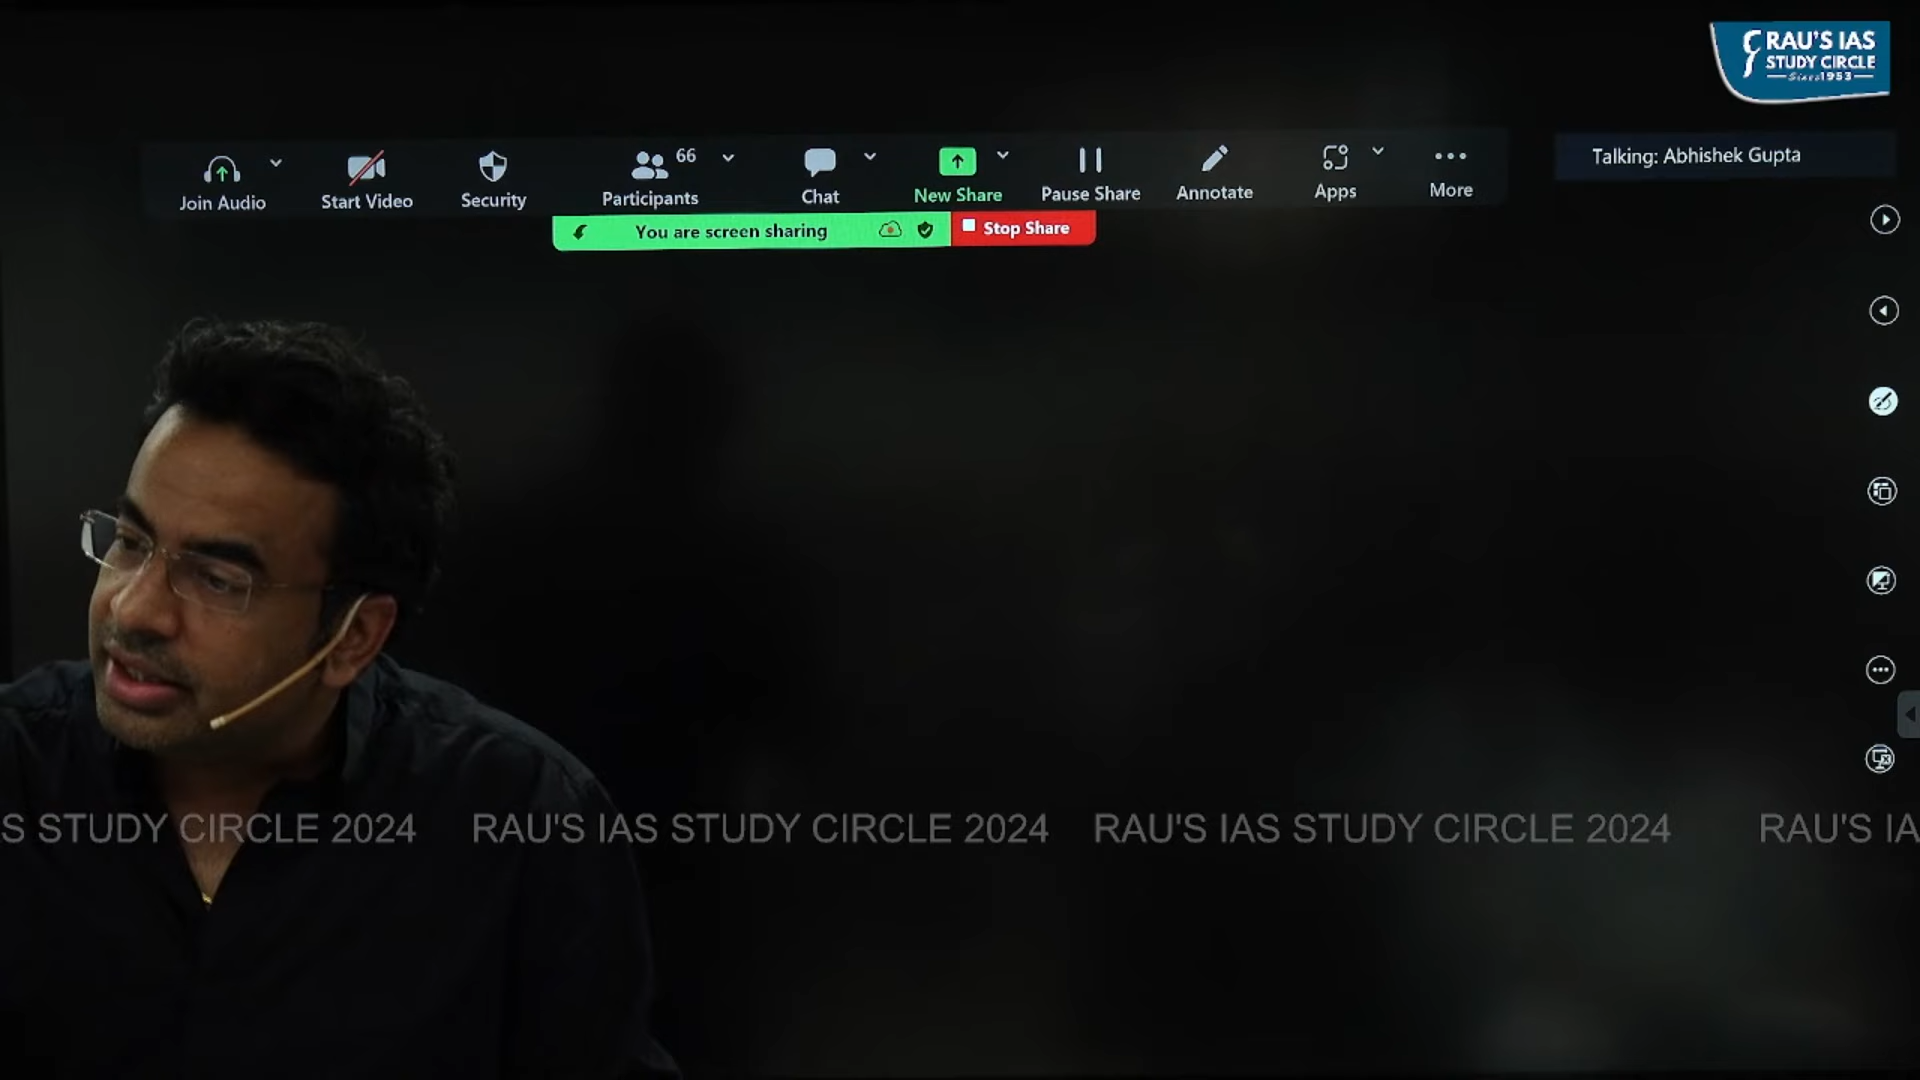 RAU'S IAS
STUDY CIRCLE
Since 1953
Talking: Abhishek Gupta
66
Join Audio
Start Video
Security
Participants
Chat
New Share
Pause Share
Annotate
Apps
More
You are screen sharing
Stop Share
S STUDY CIRCLE 2024 RAU'S IAS STUDY CIRCLE 2024 RAU'S IAS STUDY CIRCLE 2024 RAU'S IA